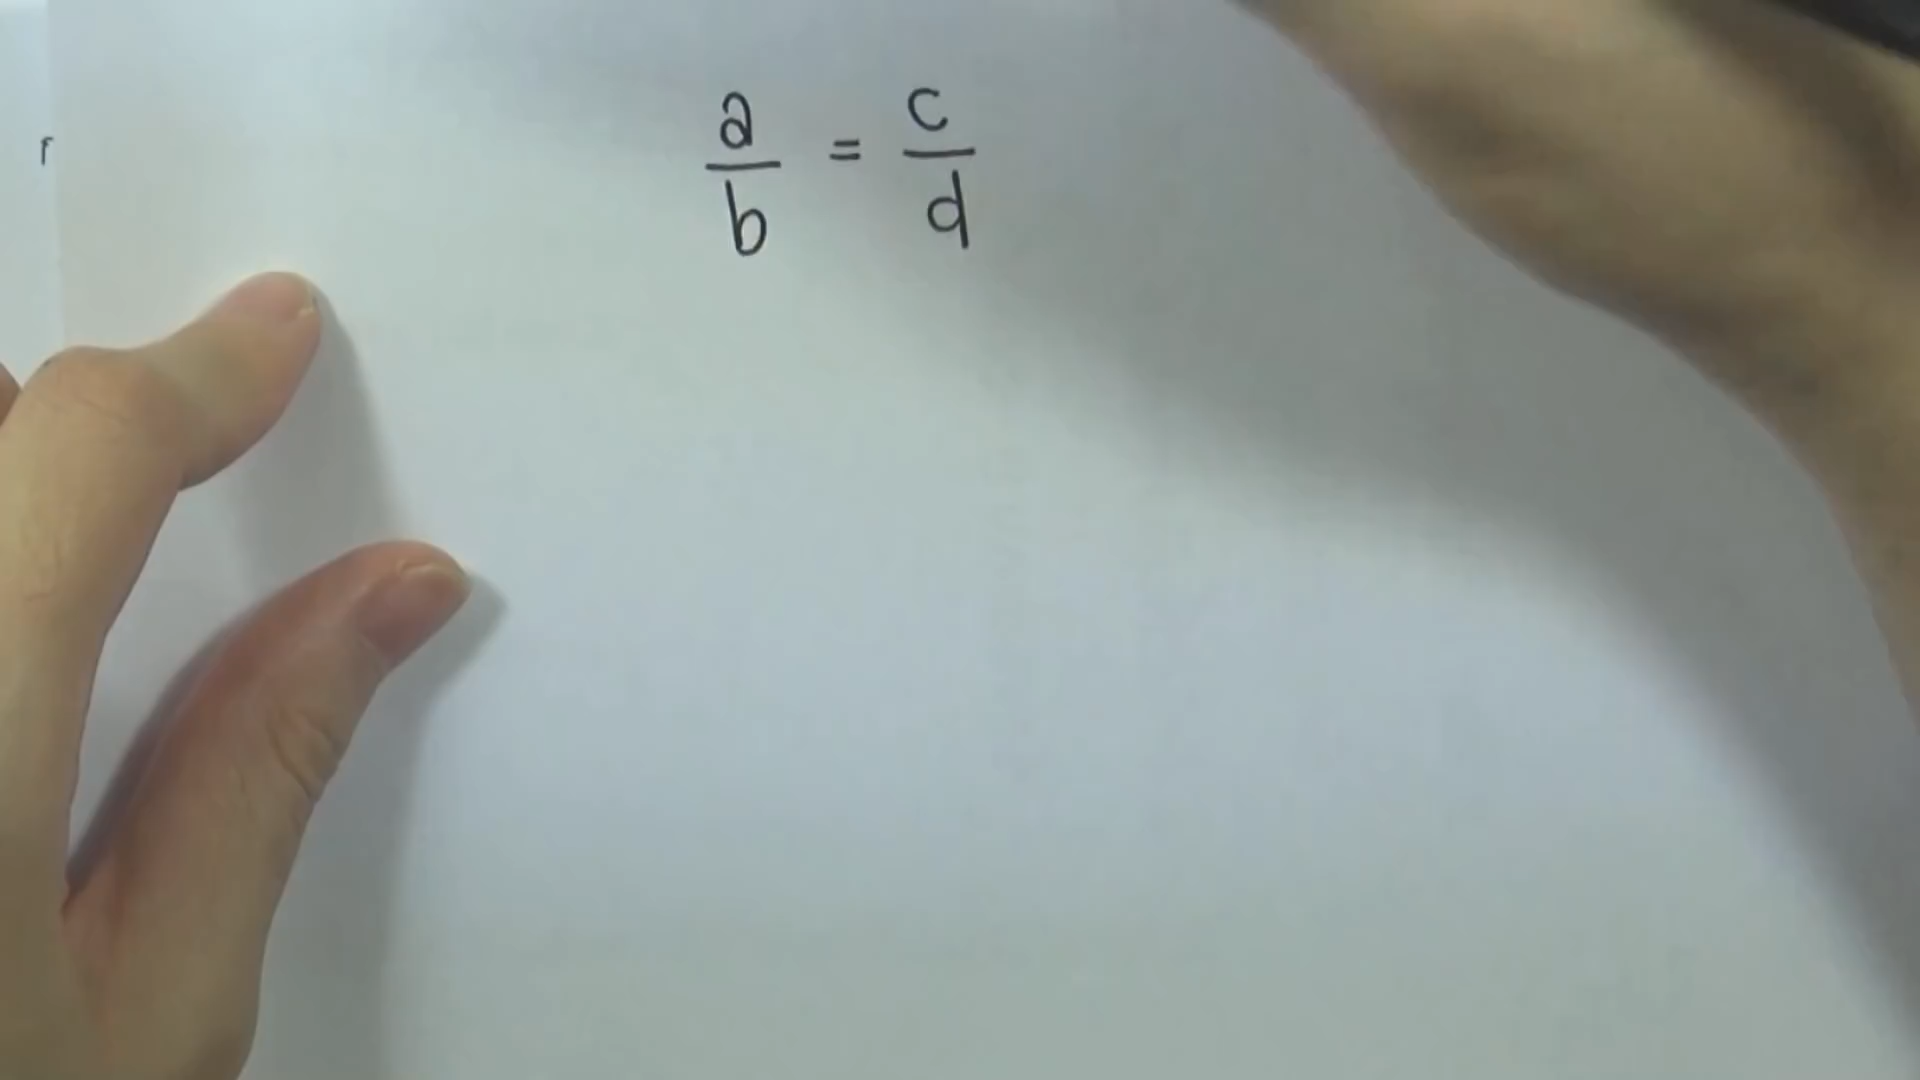 a/b = c/d